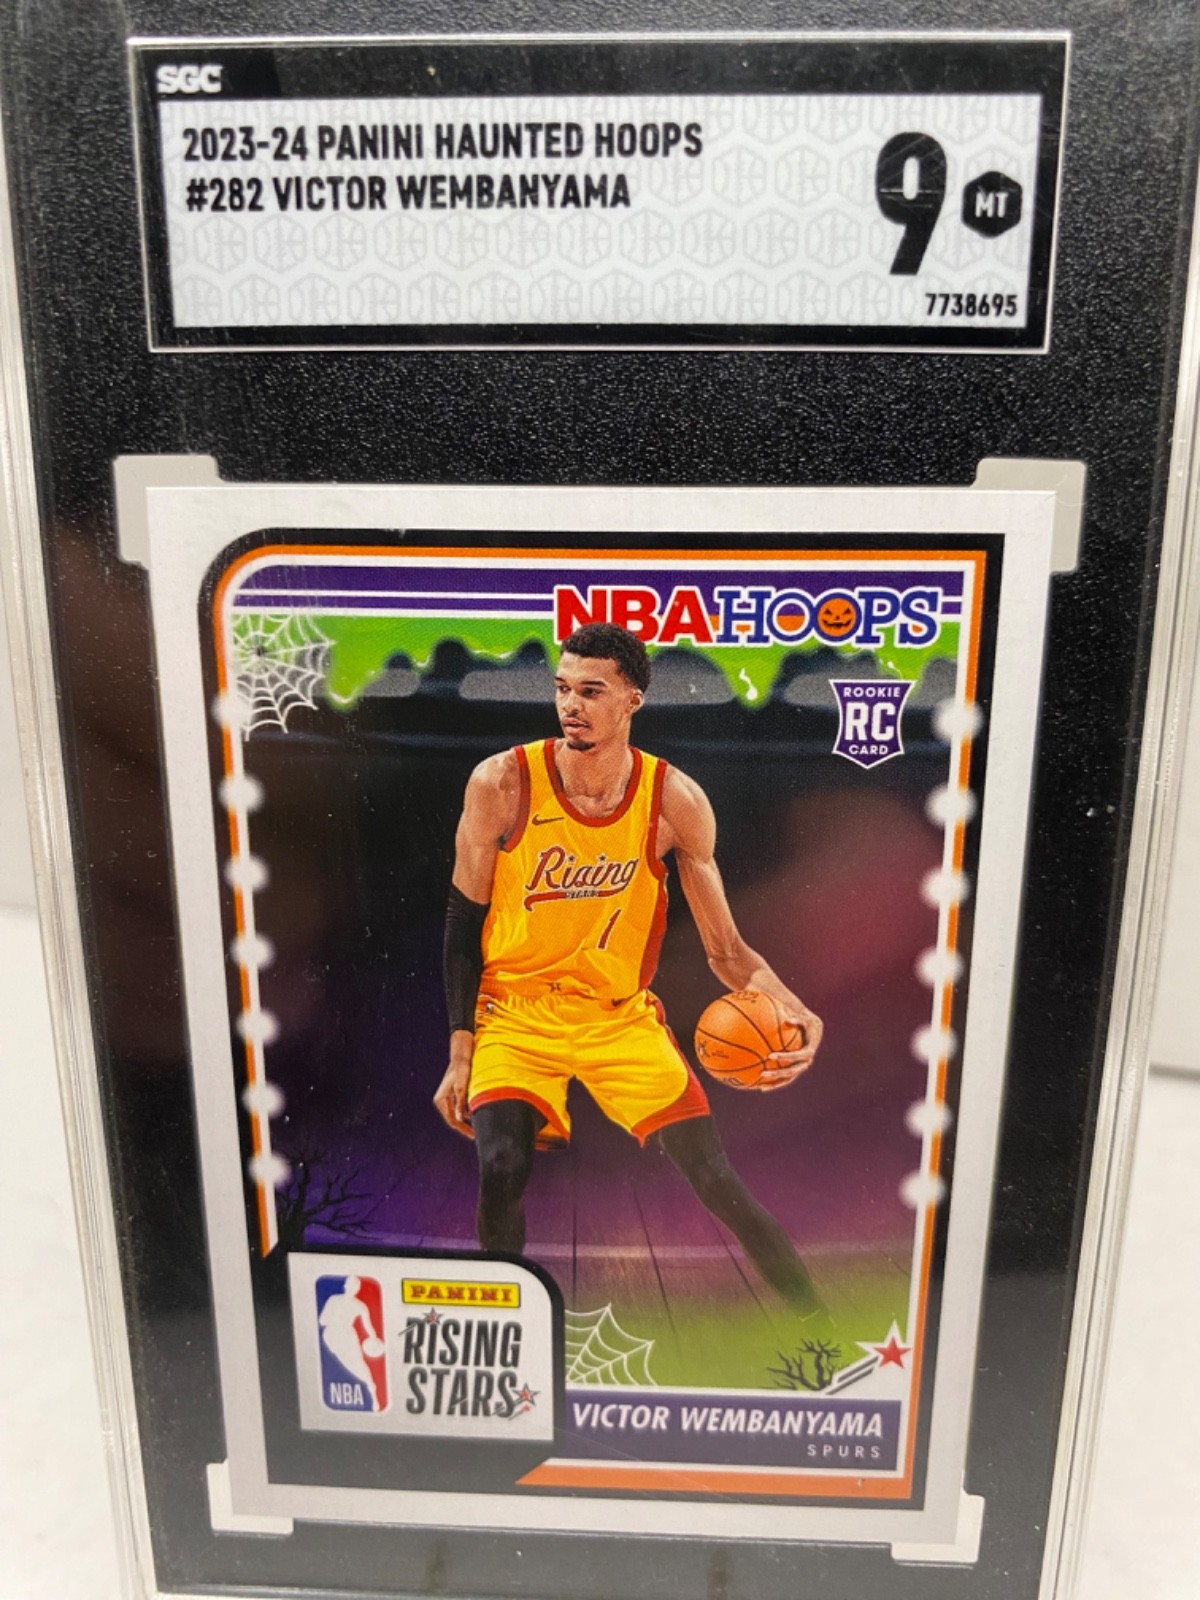 SGC
2023-24 PANINI HAUNTED HOOPS
#282 VICTOR WEMBANYAMA
9 MT
7738695
NBA HOOPS
ROOKIE
RC
CARD
Rising
STARS
1
PANINI
RISING
STARS
NBA
VICTOR WEMBANYAMA
SPURS